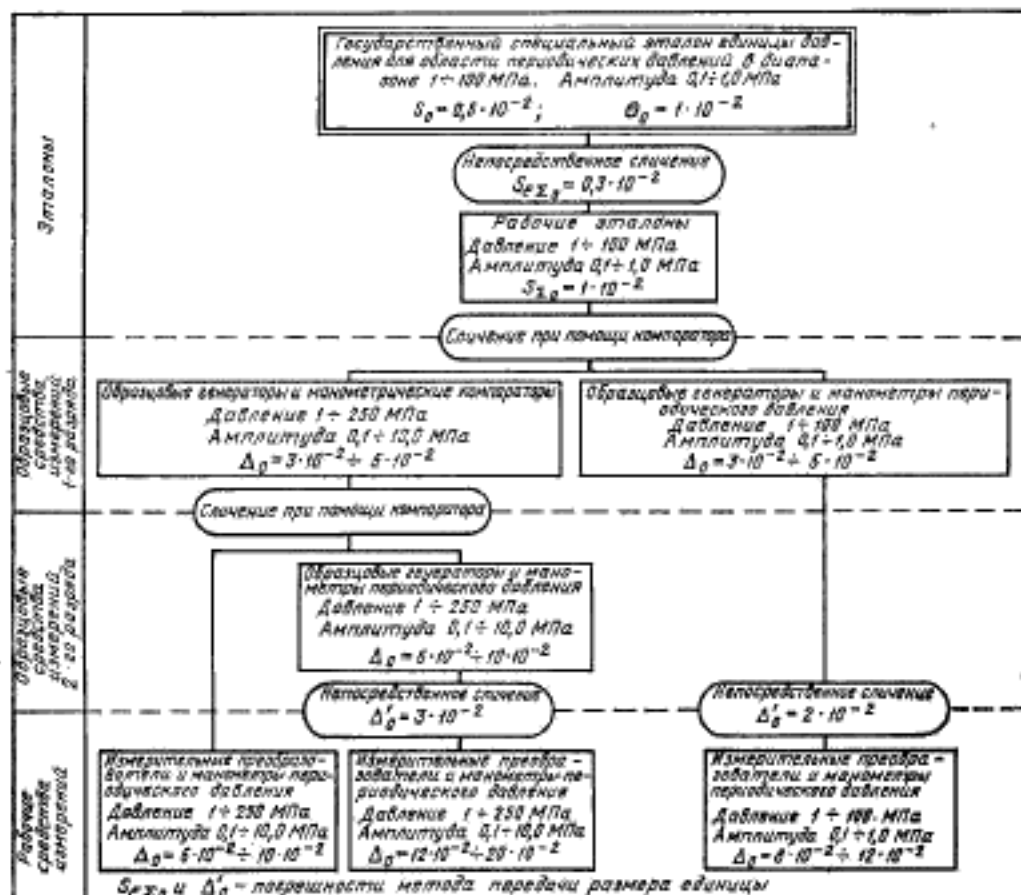 Эталоны
Государственный специальный эталон единицы дав-
ления для области периодических давлений в диапа-
зоне 1÷100 МПа. Амплитуда 0,1÷1,0 МПа
S₀ = 0,6·10⁻²; Θ₀ = 1·10⁻²
Непосредственное сличение
= 0,3·10⁻²
Рабочие эталоны
Давление 1÷100 МПа
Амплитуда 0,1÷1,0 МПа
S_Σ₀ = 1·10⁻²
Сличение при помощи компаратора
Образцовые
средства
измерений
1-го разряда
Образцовые генераторы и манометрические компараторы
Давление 1÷250 МПа
Амплитуда 0,1÷10,0 МПа
Δ₀ = 3·10⁻² ÷ 5·10⁻²
Образцовые генераторы и манометры пери-
одического давления
Давление 1÷100 МПа
Амплитуда 0,1÷1,0 МПа
Δ₀ = 3·10⁻² ÷ 5·10⁻²
Сличение при помощи компаратора
Образцовые
средства
измерений,
2-го разряда
Образцовые генераторы и мано-
метры периодического давления
Давление 1÷250 МПа
Амплитуда 0,1÷10,0 МПа
Δ₀ = 6·10⁻² ÷ 10·10⁻²
Непосредственное сличение
Δ₀′ = 3·10⁻²
Непосредственное сличение
Δ₀′ = 2·10⁻²
Рабочие
средства
измерений
Измерительные преобразо-
ватели и манометры пери-
одического давления
Давление 1÷250 МПа
Амплитуда 0,1÷10,0 МПа
Δ₀ = 6·10⁻² ÷ 10·10⁻²
Измерительные преобра-
зователи и манометры пе-
риодического давления
Давление 1÷250 МПа
Амплитуда 0,1÷10,0 МПа
Δ₀ = 12·10⁻² ÷ 20·10⁻²
Измерительные преобра-
зователи и манометры
периодического давления
Давление 1÷100 МПа
Амплитуда 0,1÷1,0 МПа
Δ₀ = 6·10⁻² ÷ 12·10⁻²
и Δ₀′ – погрешности метода передачи размера единицы